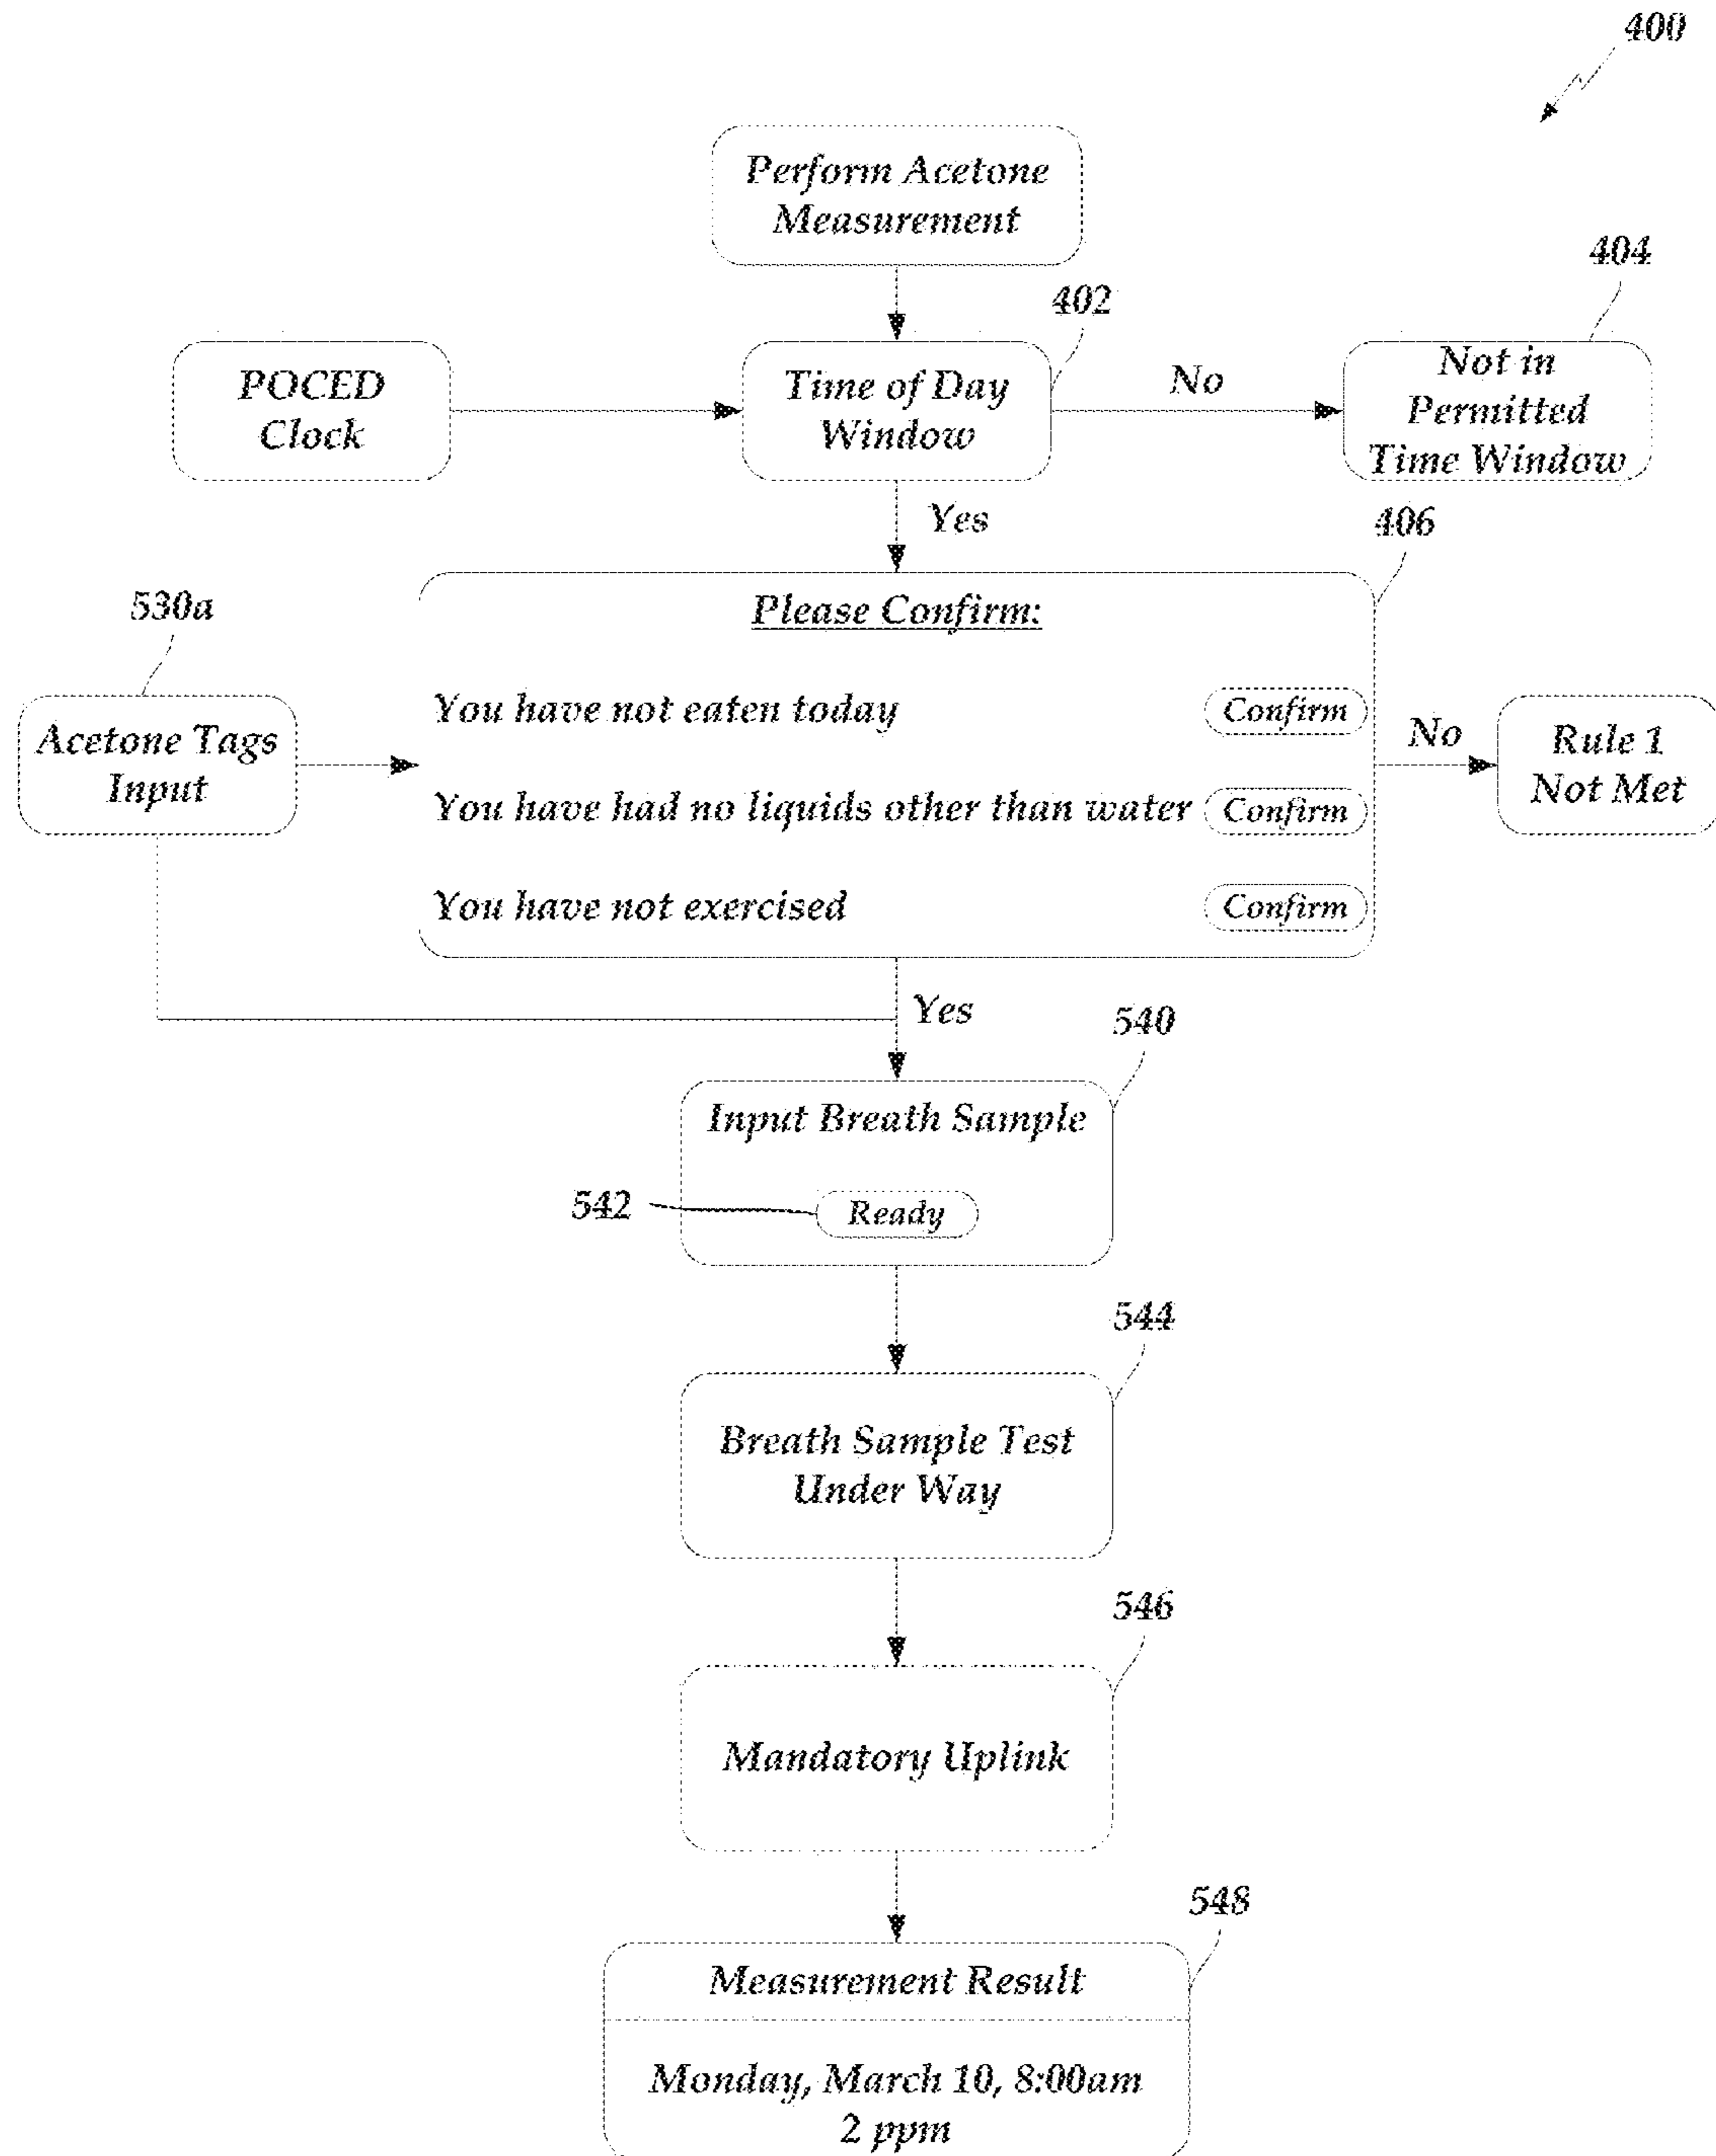 400
Perform Acetone
Measurement
402
404
POCED
Clock
Time of Day
Window
No
Not in
Permitted
Time Window
Yes
406
530a
Please Confirm:
Acetone Tags
Input
You have not eaten today
Confirm
You have had no liquids other than water
Confirm
You have not exercised
Confirm
No
Rule 1
Not Met
Yes
540
Input Breath Sample
542
Ready
544
Breath Sample Test
Under Way
546
Mandatory Uplink
548
Measurement Result
Monday, March 10, 8:00am
2 ppm